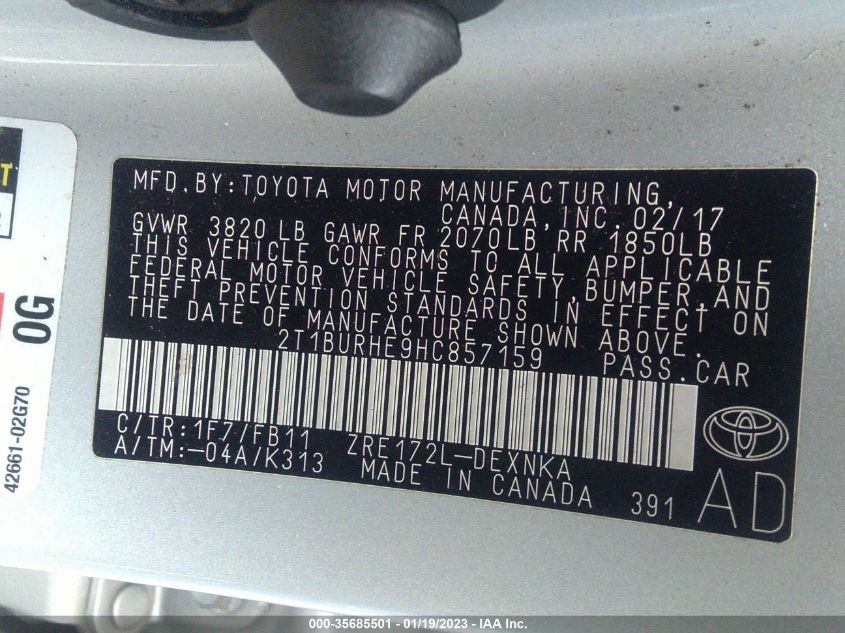 MFD.BY:TOYOTA MOTOR MANUFACTURING,
CANADA,INC. 02/17
GVWR 3820 LB GAWR FR 2070LB RR 1850LB
THIS VEHICLE CONFORMS TO ALL APPLICABLE
FEDERAL MOTOR VEHICLE SAFETY,BUMPER,AND
THEFT PREVENTION STANDARDS IN EFFECT ON
THE DATE OF MANUFACTURE SHOWN ABOVE.
2T1BURHE9HC857159 PASS.CAR
C/TR:1F7/FB11 ZRE172L-DEXNKA
A/TM:-04A/K313 MADE IN CANADA 391
AD
0G
42661-02G70
000-35685501 - 01/19/2023 - IAA Inc.